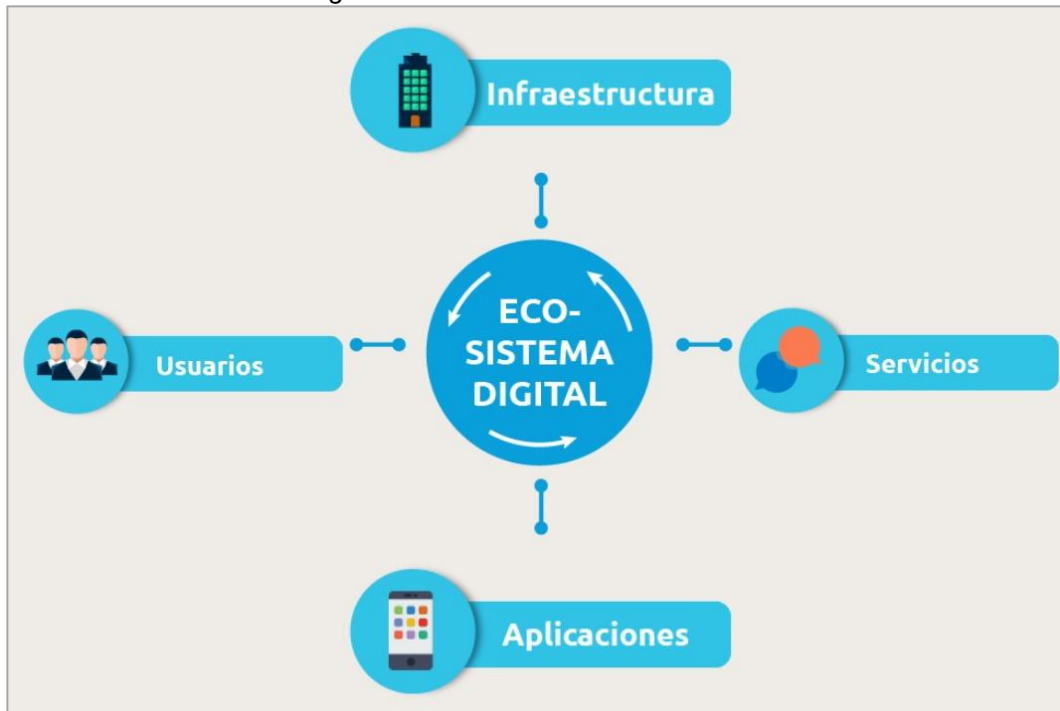 Infraestructura
Usuarios
ECO-
SISTEMA
DIGITAL
Servicios
Aplicaciones